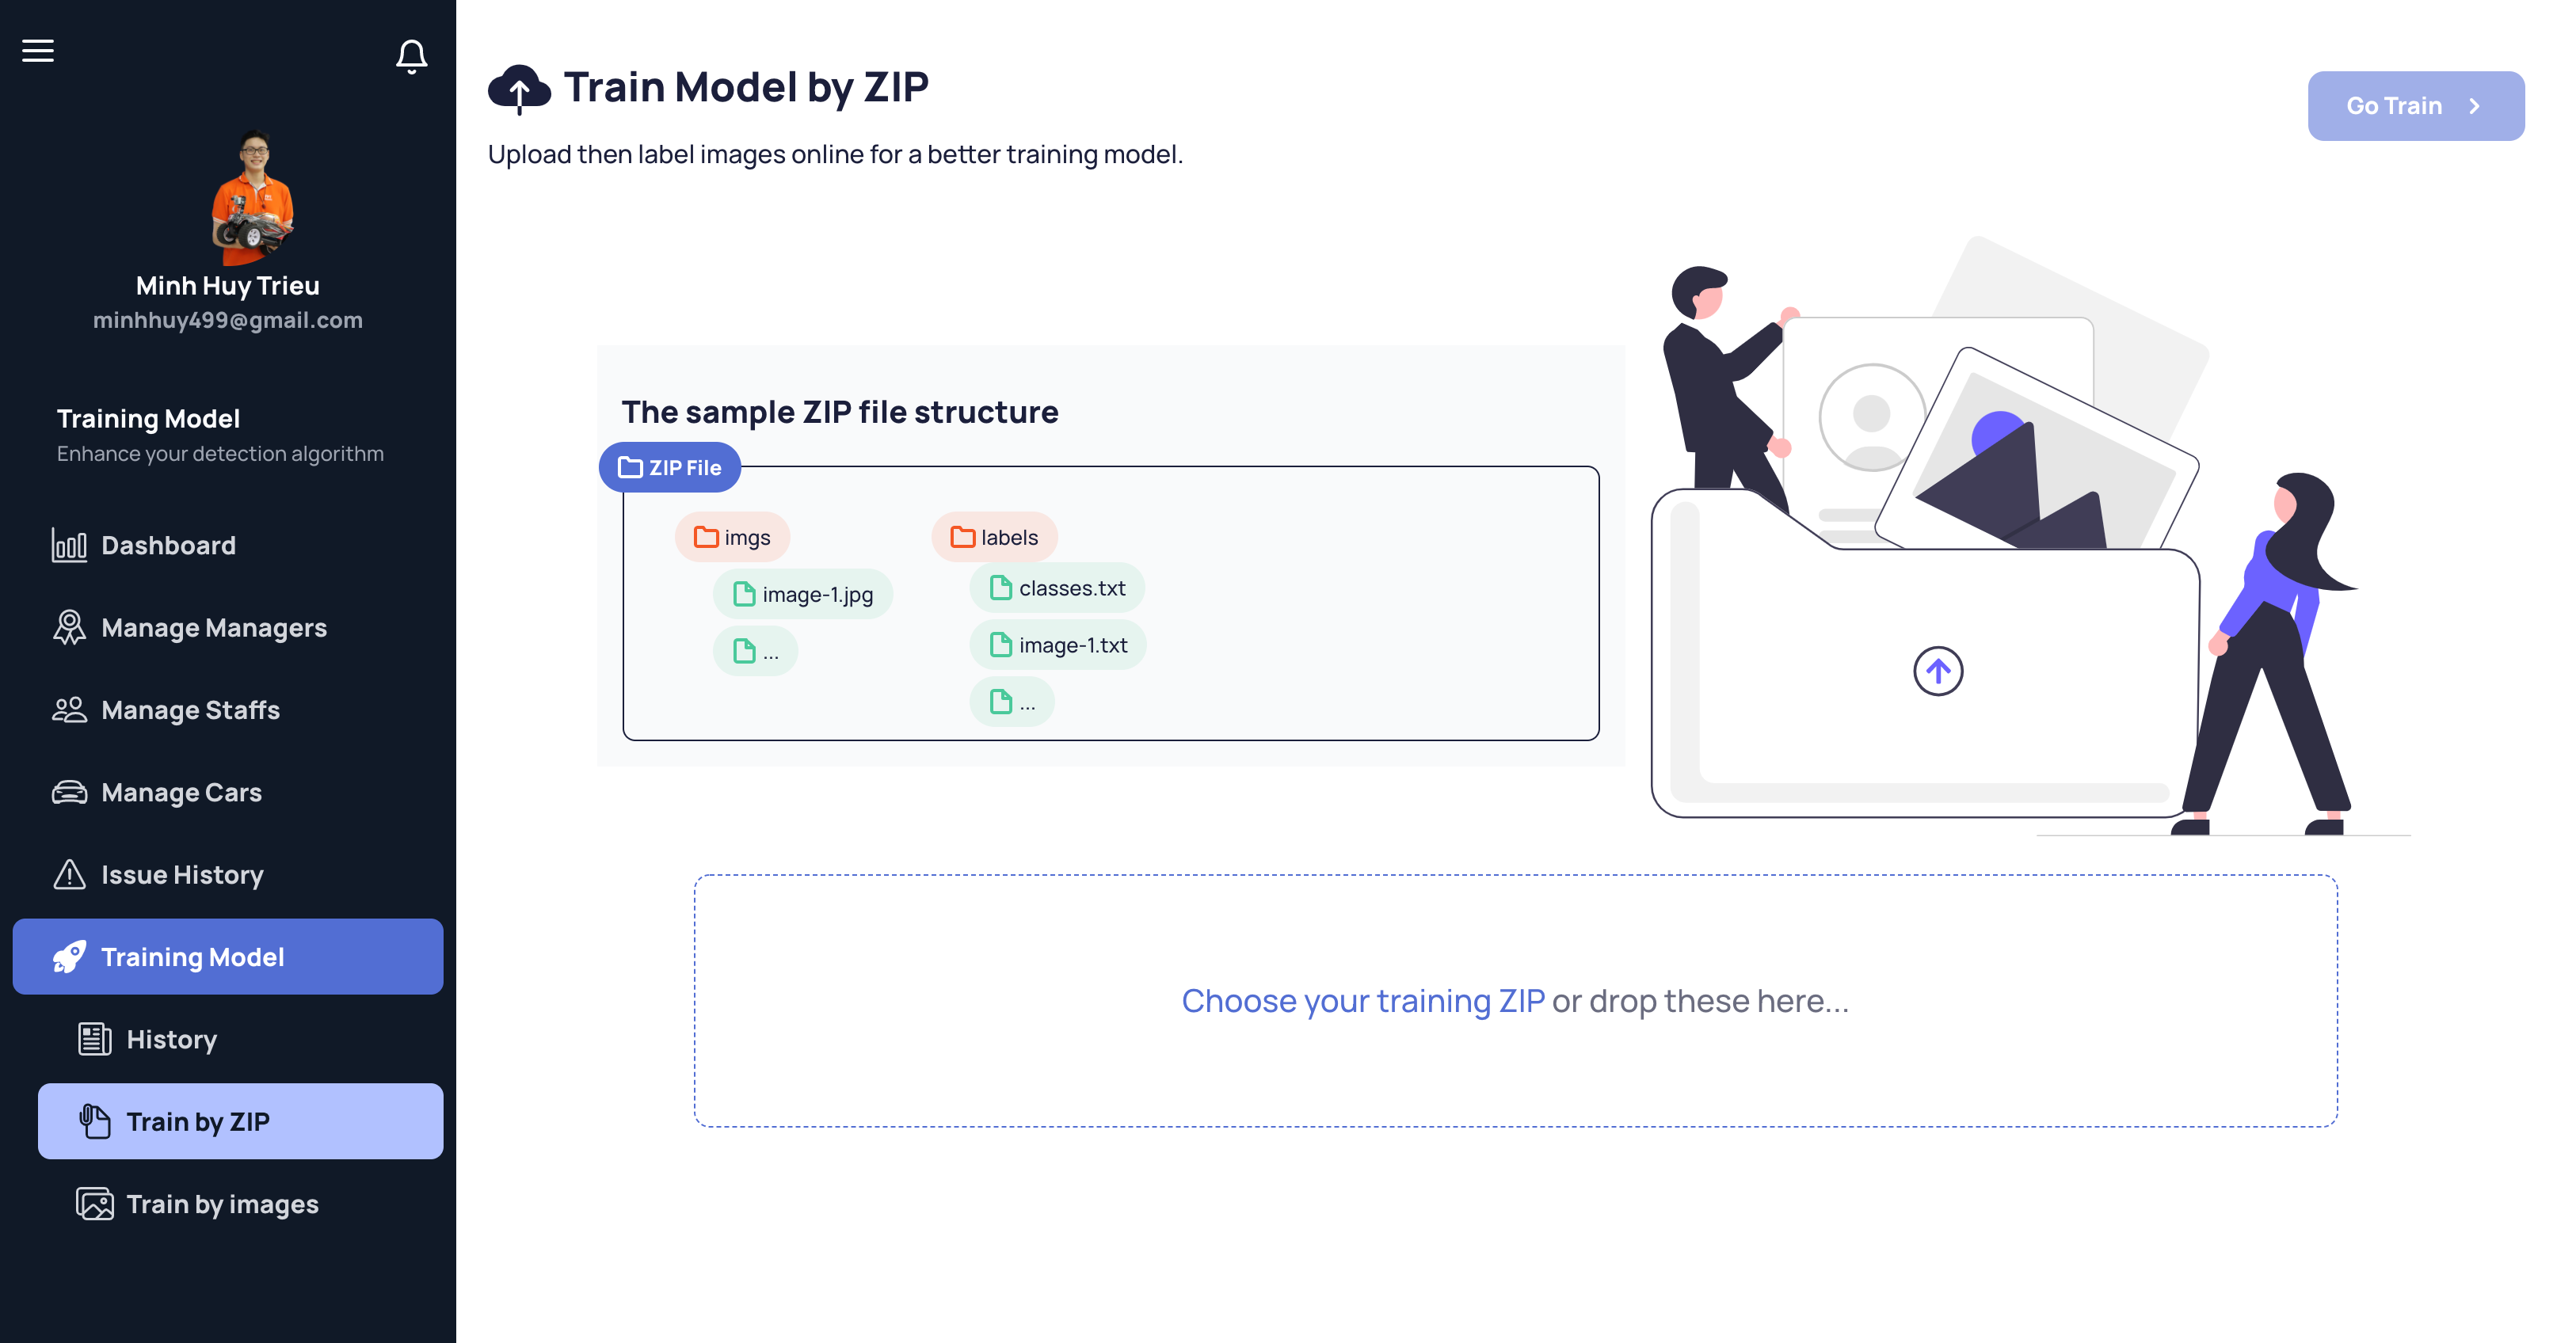 Minh Huy Trieu
minhhuy499@gmail.com
Training Model
Enhance your detection algorithm
Dashboard
Manage Managers
Manage Staffs
Manage Cars
Issue History
Training Model
History
Train by ZIP
Train by images
Train Model by ZIP
Go Train
Upload then label images online for a better training model.
The sample ZIP file structure
ZIP File
imgs
image-1.jpg
...
labels
classes.txt
image-1.txt
...
Choose your training ZIP or drop these here...